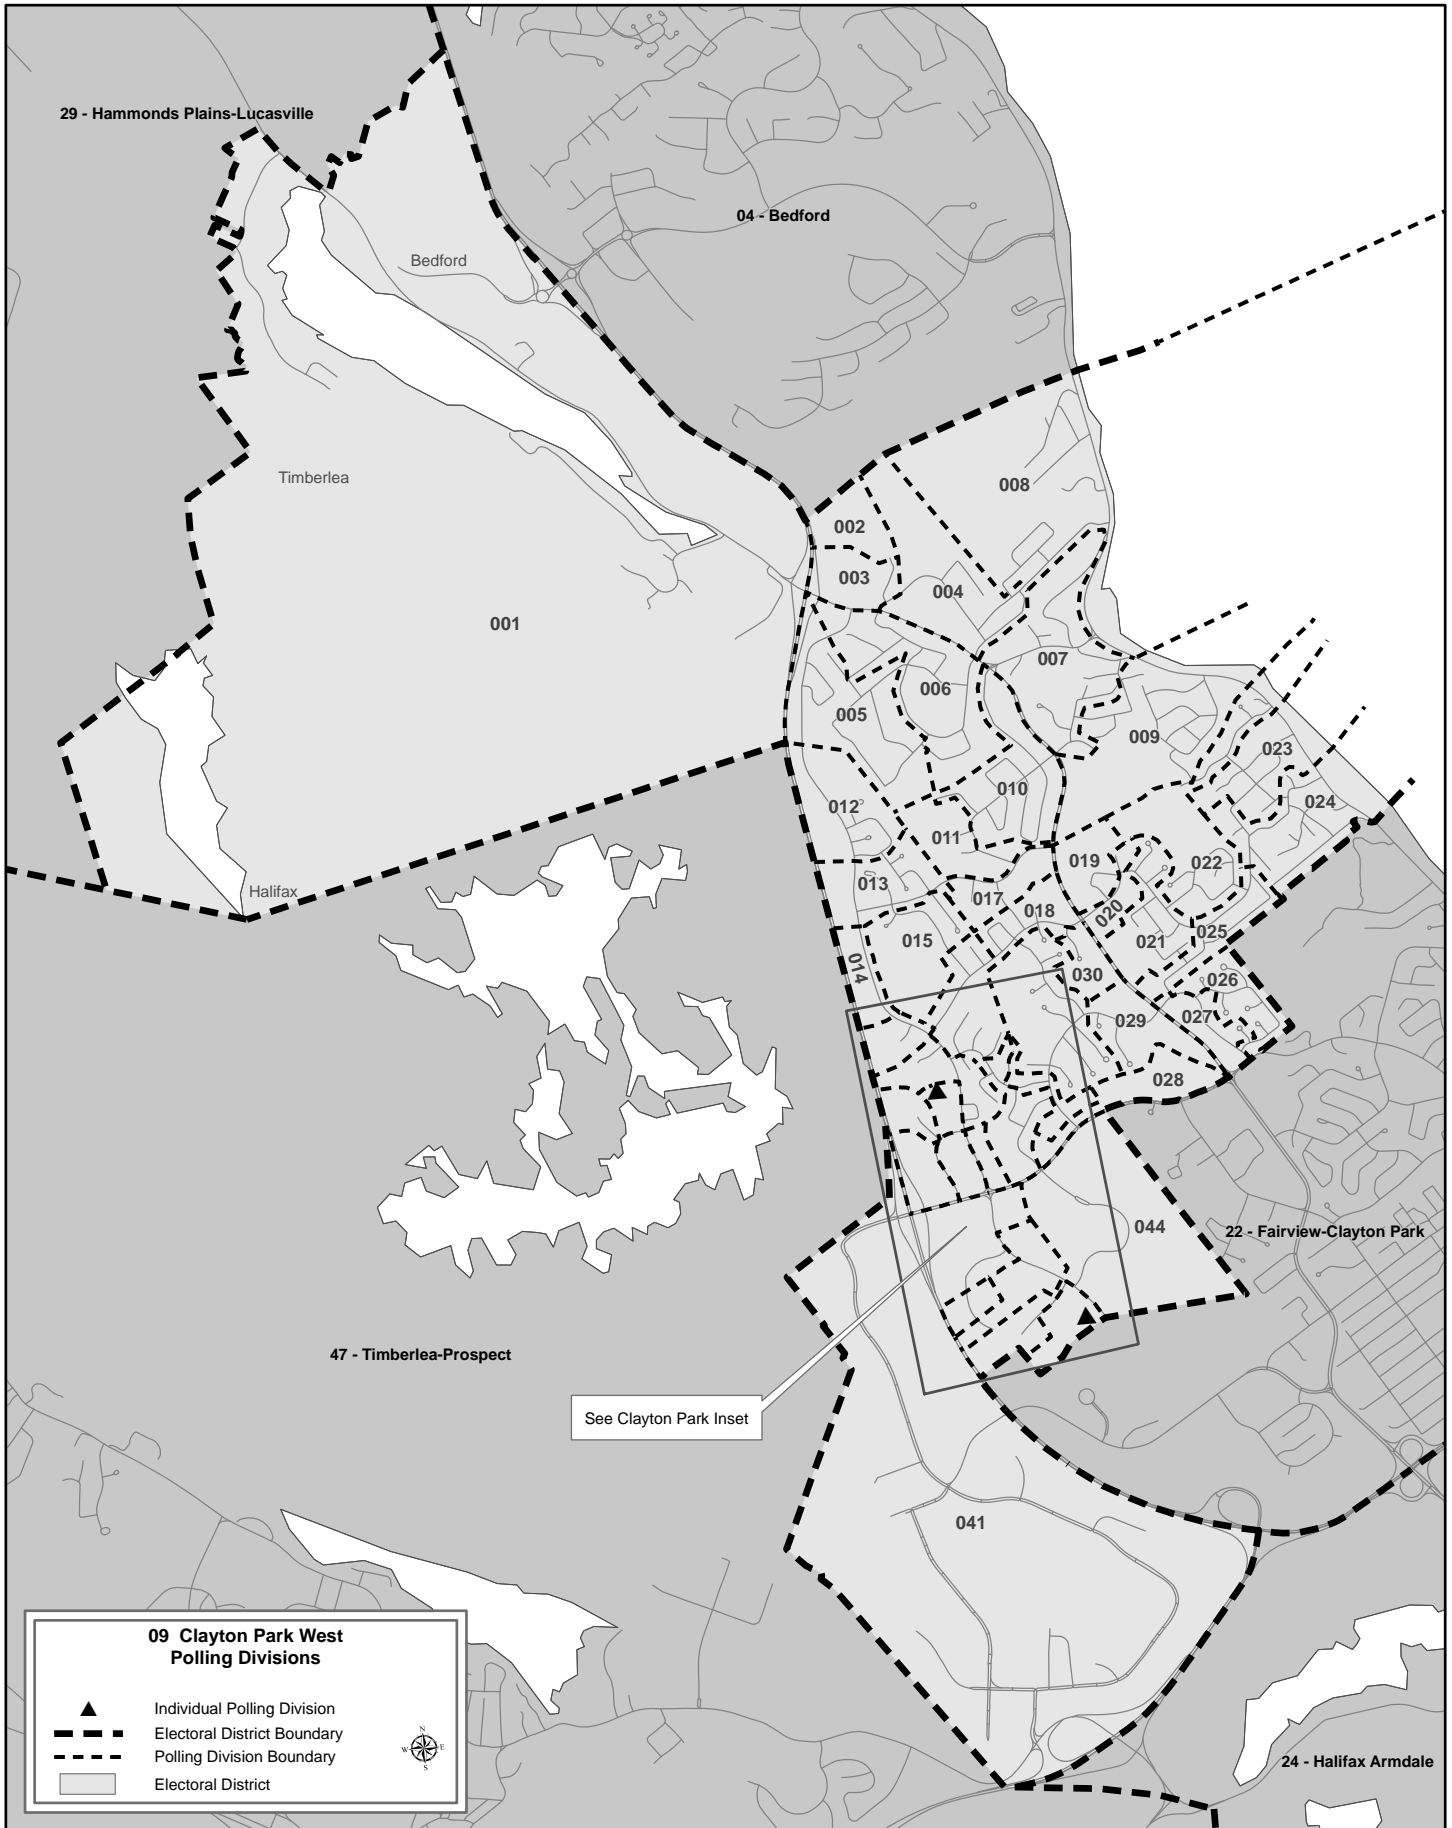 29 - Hammonds Plains-Lucasville
04 - Bedford
Bedford
Timberlea
008
002
003
004
001
007
006
005
009
023
010
024
012
011
019
022
013
Halifax
017
018
020
015
021
025
014
030
026
029
027
028
044
22 - Fairview-Clayton Park
47 - Timberlea-Prospect
See Clayton Park Inset
041
09 Clayton Park West
Polling Divisions
Individual Polling Division
Electoral District Boundary
Polling Division Boundary
Electoral District
N
W E
S
24 - Halifax Armdale